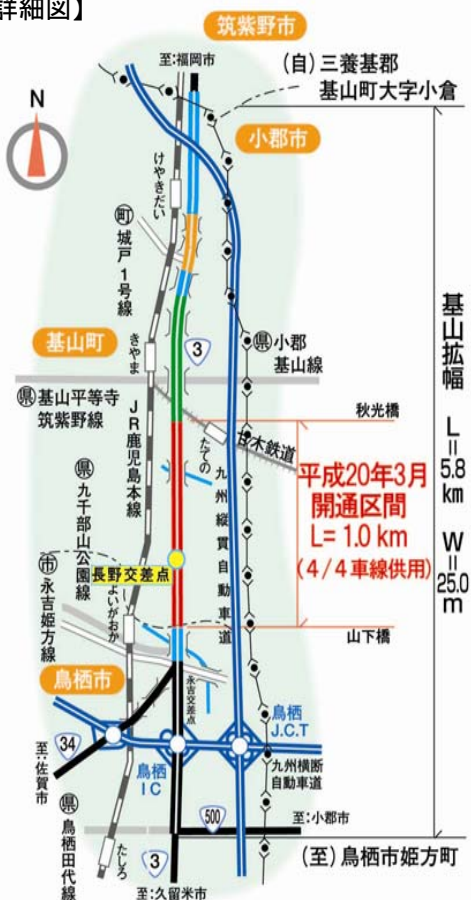 詳細図】
筑紫野市
至:福岡市
(自)三養基郡
基山町大字小倉
N
小郡市
けやきだい
町 城戸1号線
基山町
きやま
3
県 小郡
基山線
県 基山平等寺
筑紫野線
JR鹿児島本線
秋光橋
甘木鉄道
たての
平成20年3月
開通区間
L=1.0km
(4/4車線供用)
基山拡幅 L=5.8km W=25.0m
県 九千部山公園線
九州縦貫自動車道
長野交差点
市 永吉姫方線
よいがおか
山下橋
鳥栖市
永吉交差点
鳥栖
J.C.T
34
至:佐賀市
鳥栖
IC
九州横断
自動車道
500
至:小郡市
県 鳥栖田代線
たしろ
3
(至)鳥栖市姫方町
至:久留米市